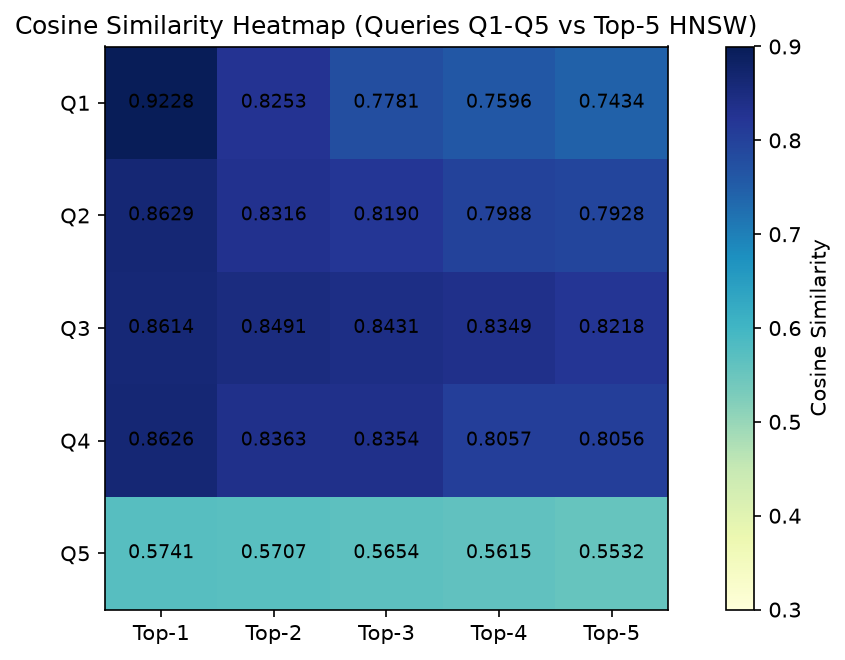 Cosine Similarity Heatmap (Queries Q1-Q5 vs Top-5 HNSW)
Q1 0.9228 0.8253 0.7781 0.7596 0.7434
Q2 0.8629 0.8316 0.8190 0.7988 0.7928
Q3 0.8614 0.8491 0.8431 0.8349 0.8218
Q4 0.8626 0.8363 0.8354 0.8057 0.8056
Q5 0.5741 0.5707 0.5654 0.5615 0.5532
Top-1 Top-2 Top-3 Top-4 Top-5
0.9
0.8
0.7
0.6
0.5
0.4
0.3
Cosine Similarity